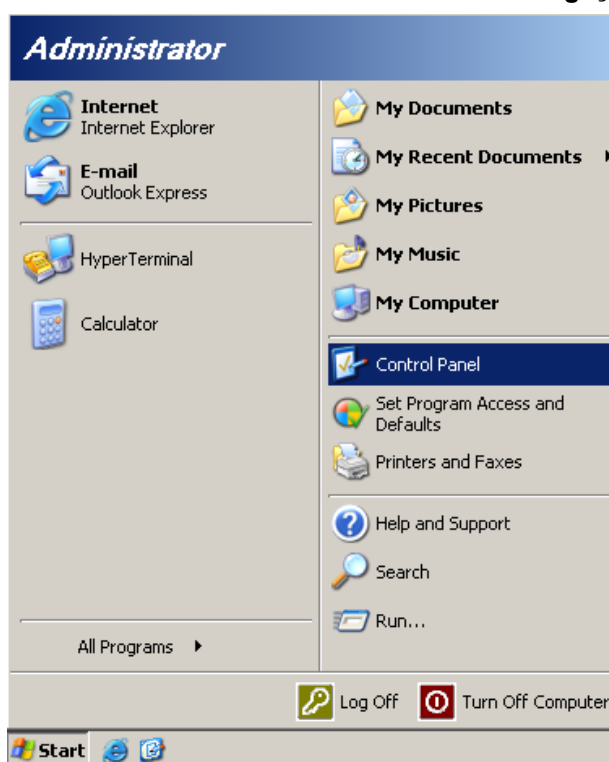 Administrator
Internet
Internet Explorer
E-mail
Outlook Express
HyperTerminal
Calculator
All Programs
My Documents
My Recent Documents
My Pictures
My Music
My Computer
Control Panel
Set Program Access and
Defaults
Printers and Faxes
Help and Support
Search
Run...
Log Off
Turn Off Computer
Start